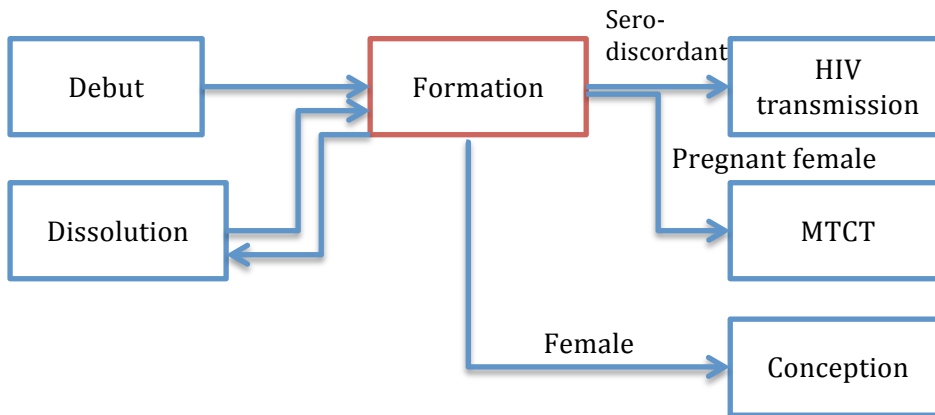 Sero-
discordant
Debut
Formation
HIV
transmission
Pregnant female
Dissolution
MTCT
Female
Conception